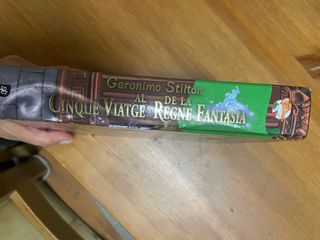 Geronimo Stilton
CINQUÈ VIATGE AL REGNE DE LA FANTASIA